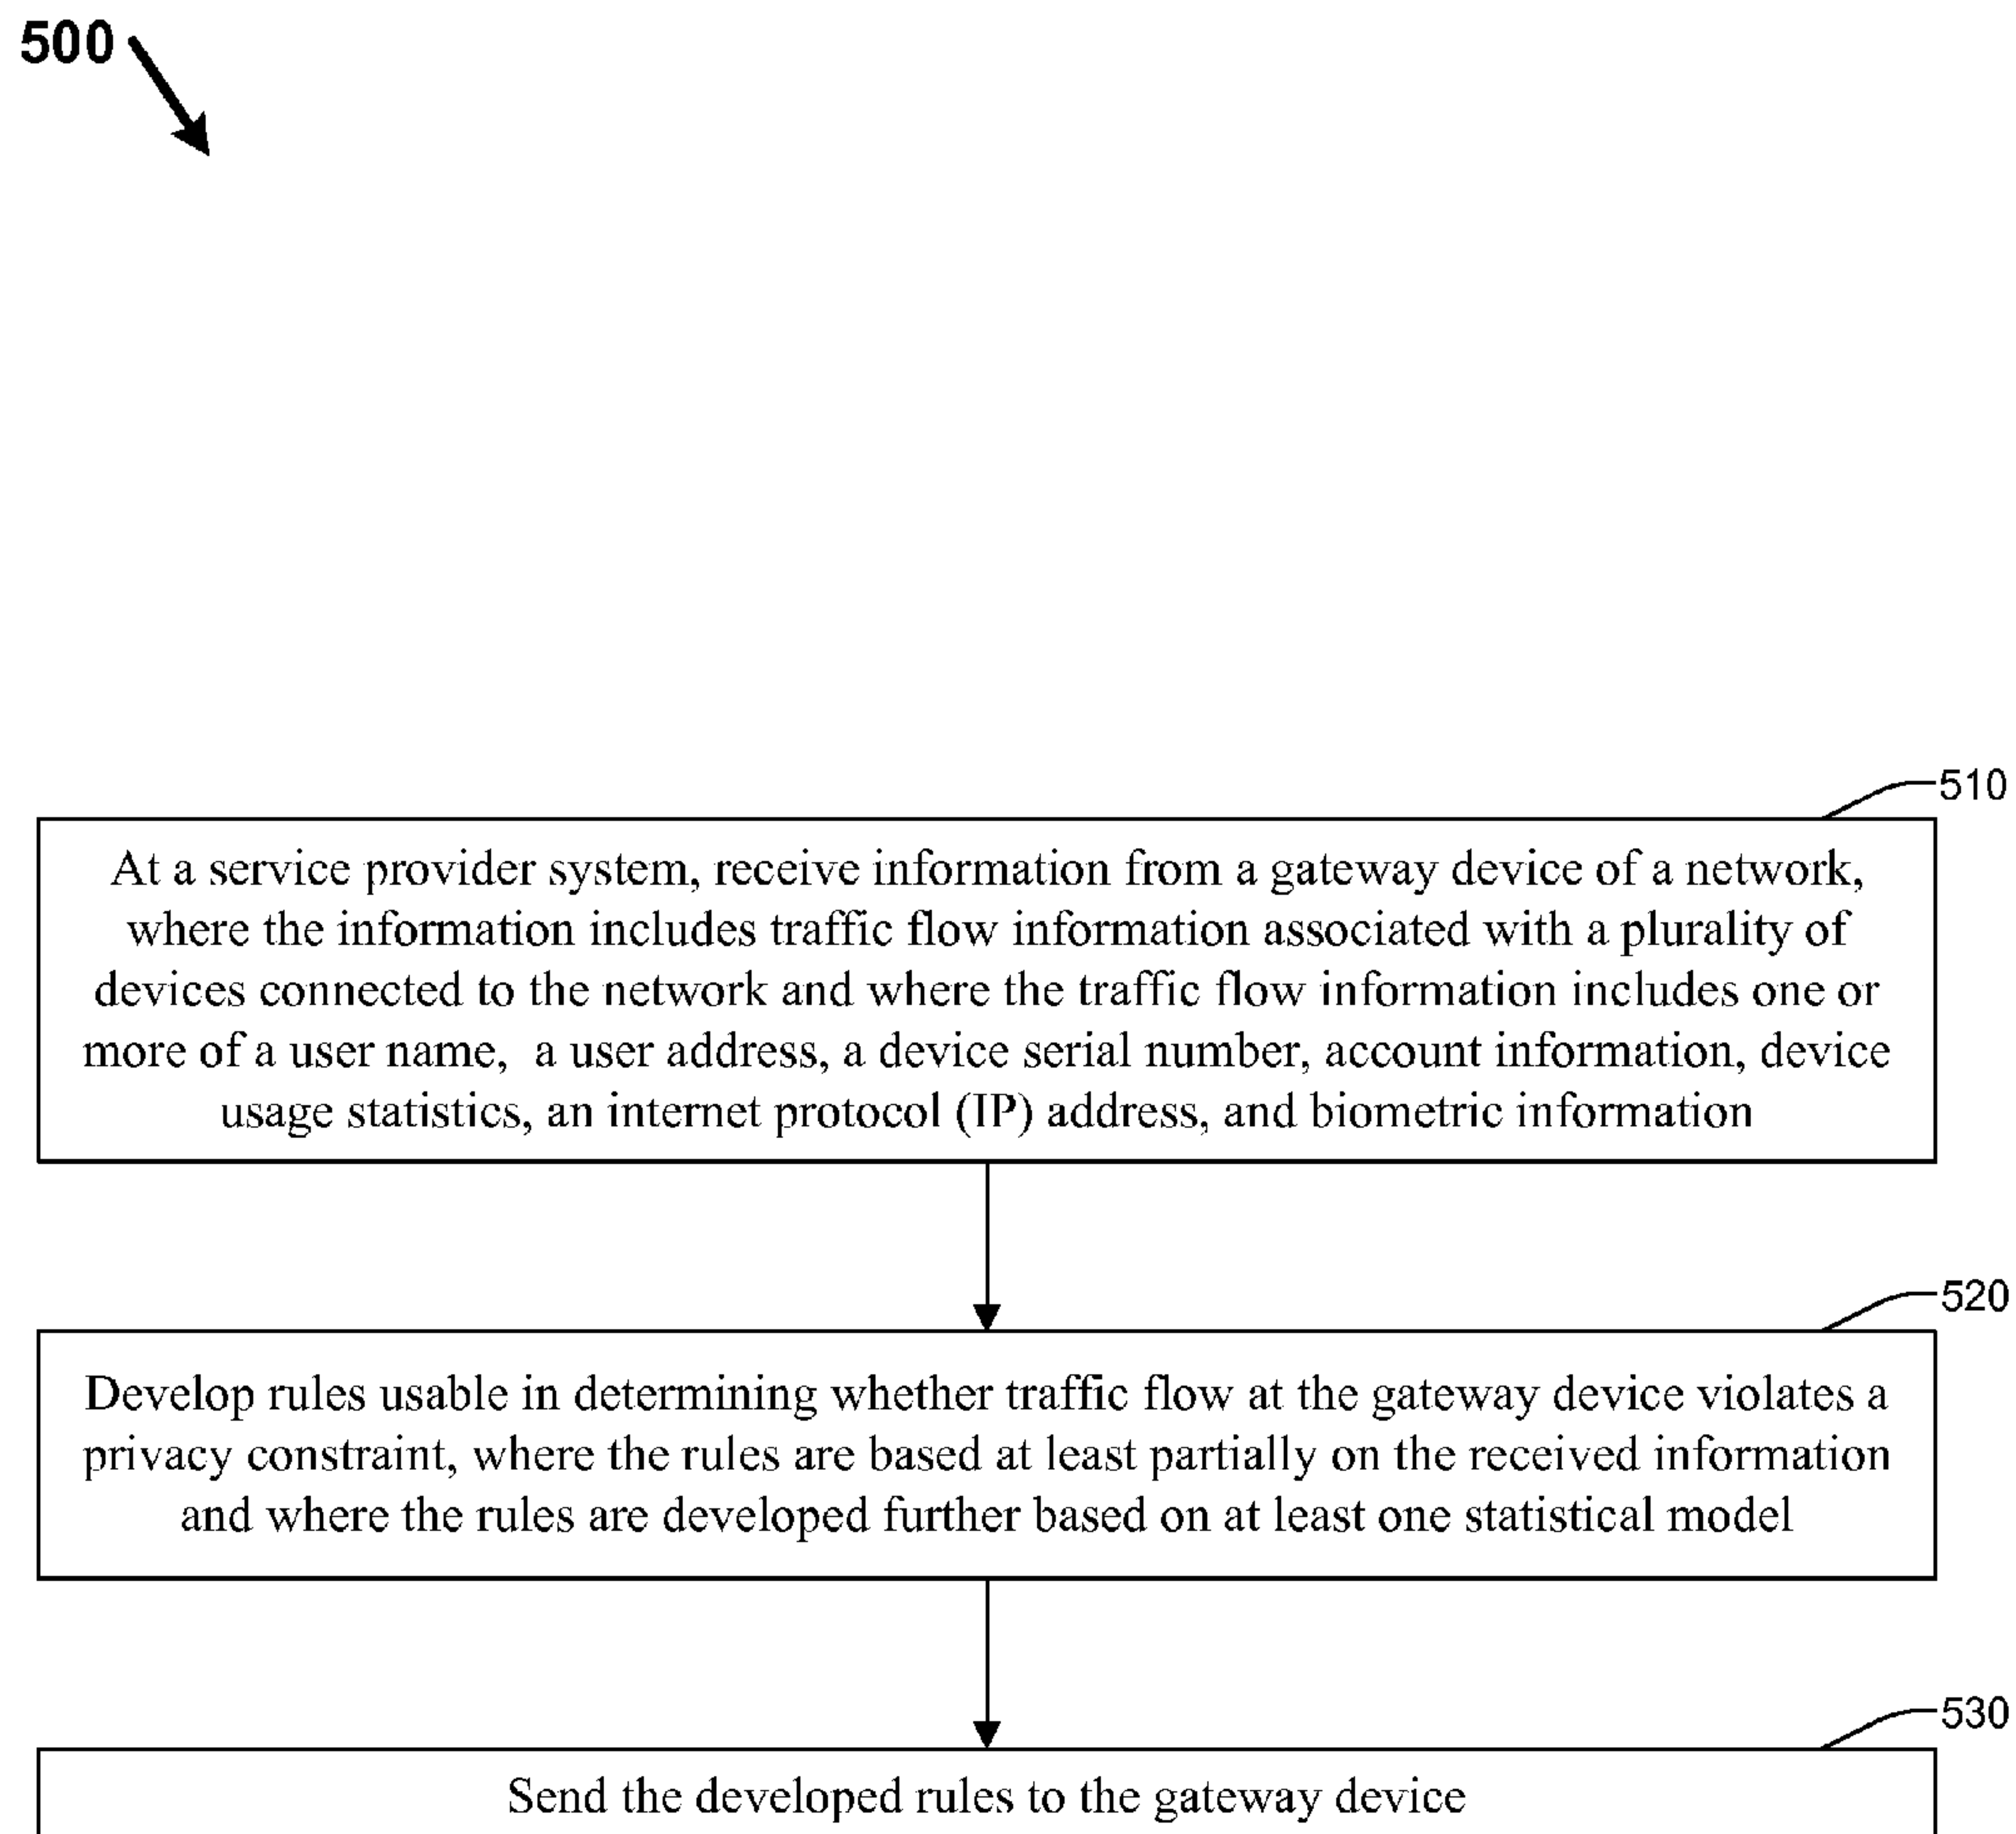 500
510
At a service provider system, receive information from a gateway device of a network,
where the information includes traffic flow information associated with a plurality of
devices connected to the network and where the traffic flow information includes one or
more of a user name, a user address, a device serial number, account information, device
usage statistics, an internet protocol (IP) address, and biometric information
520
Develop rules usable in determining whether traffic flow at the gateway device violates a
privacy constraint, where the rules are based at least partially on the received information
and where the rules are developed further based on at least one statistical model
530
Send the developed rules to the gateway device